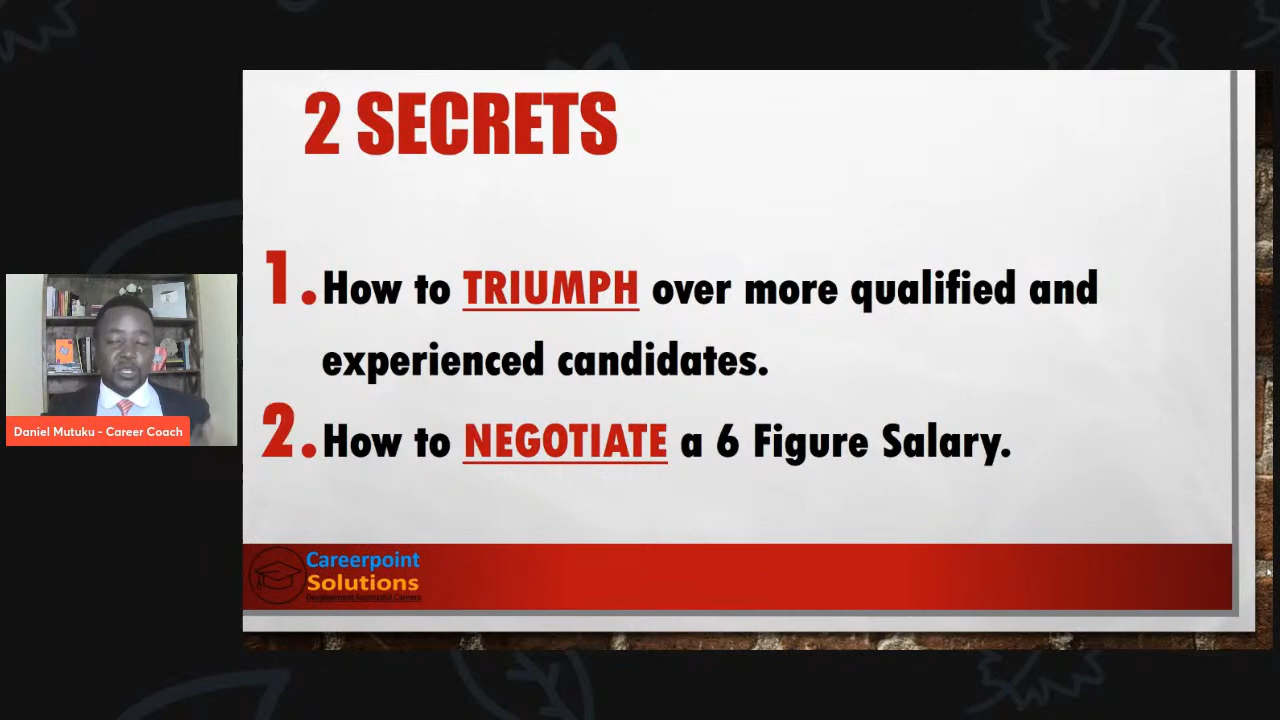 2 SECRETS
1. How to TRIUMPH over more qualified and
experienced candidates.
2. How to NEGOTIATE a 6 Figure Salary.
Daniel Mutuku - Career Coach
Careerpoint
Solutions